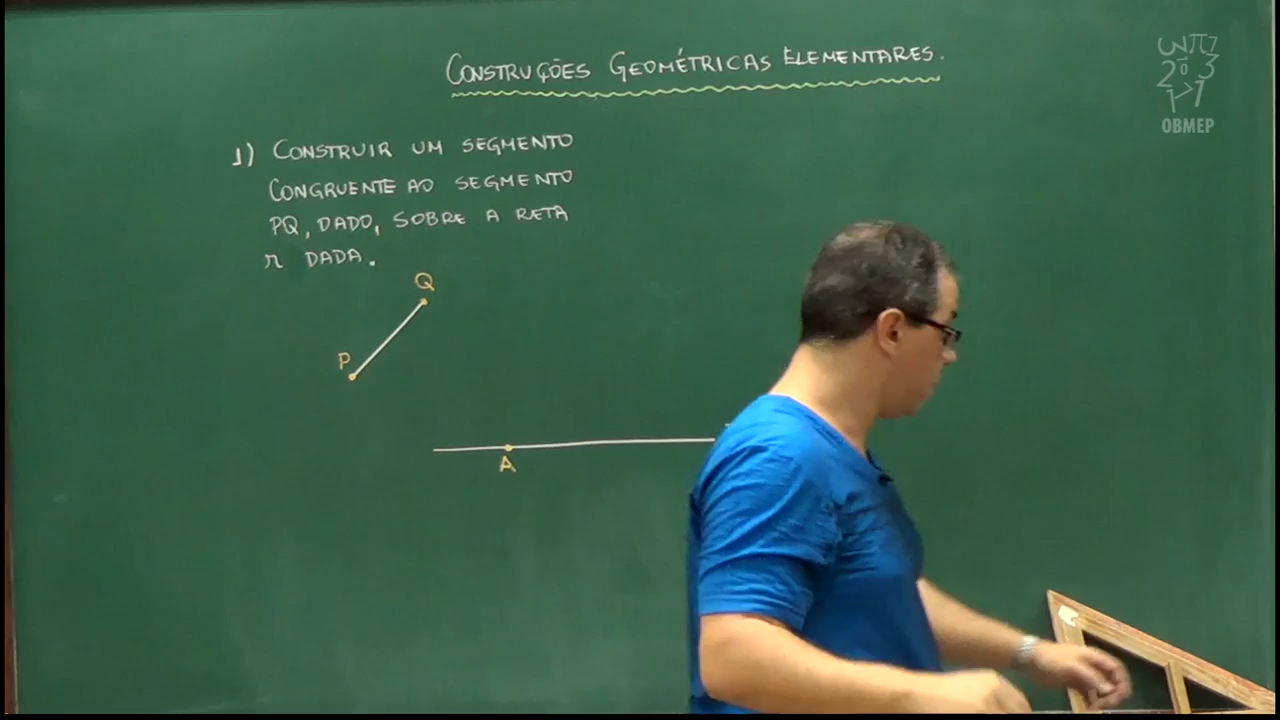 CONSTRUÇÕES GEOMÉTRICAS ELEMENTARES.
1) CONSTRUIR UM SEGMENTO
CONGRUENTE AO SEGMENTO
PQ, DADO, SOBRE A RETA
r DADA.
Q
P
A
OBMEP